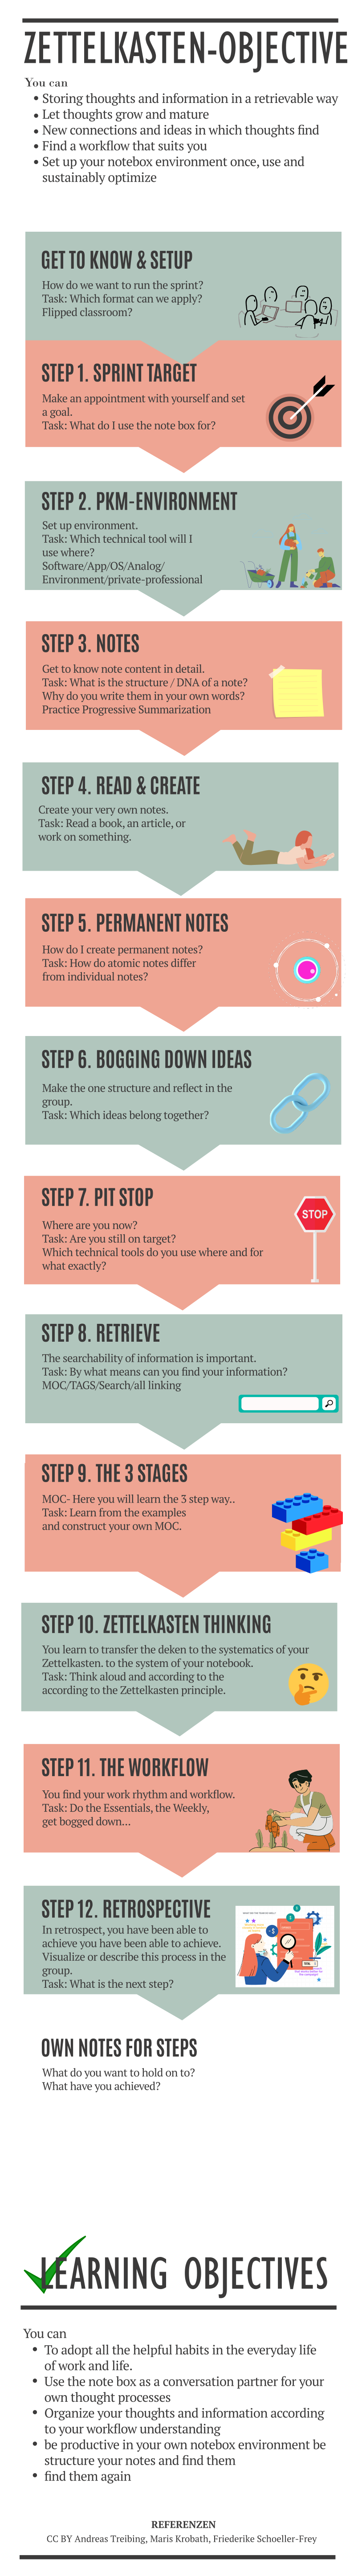 ZETTELKASTEN-OBJECTIVE
You can
• Storing thoughts and information in a retrievable way
• Let thoughts grow and mature
• New connections and ideas in which thoughts find
• Find a workflow that suits you
• Set up your notebox environment once, use and
sustainably optimize
GET TO KNOW & SETUP
How do we want to run the sprint?
Task: Which format can we apply?
Flipped classroom?
STEP 1. SPRINT TARGET
Make an appointment with yourself and set
a goal.
Task: What do I use the note box for?
STEP 2. PKM-ENVIRONMENT
Set up environment.
Task: Which technical tool will I
use where?
Software/App/OS/Analog/
Environment/private-professional
STEP 3. NOTES
Get to know note content in detail.
Task: What is the structure / DNA of a note?
Why do you write them in your own words?
Practice Progressive Summarization
STEP 4. READ & CREATE
Create your very own notes.
Task: Read a book, an article, or
work on something.
STEP 5. PERMANENT NOTES
How do I create permanent notes?
Task: How do atomic notes differ
from individual notes?
STEP 6. BOGGING DOWN IDEAS
Make the one structure and reflect in the
group.
Task: Which ideas belong together?
STEP 7. PIT STOP
Where are you now?
Task: Are you still on target?
Which technical tools do you use where and for
what exactly?
STOP
STEP 8. RETRIEVE
The searchability of information is important.
Task: By what means can you find your information?
MOC/TAGS/Search/all linking
STEP 9. THE 3 STAGES
MOC- Here you will learn the 3 step way..
Task: Learn from the examples
and construct your own MOC.
STEP 10. ZETTELKASTEN THINKING
You learn to transfer the deken to the systematics of your
Zettelkasten. to the system of your notebook.
Task: Think aloud and according to the
according to the Zettelkasten principle.
STEP 11. THE WORKFLOW
You find your work rhythm and workflow.
Task: Do the Essentials, the Weekly,
get bogged down...
STEP 12. RETROSPECTIVE
In retrospect, you have been able to
achieve you have been able to achieve.
Visualize or describe this process in the
group.
Task: What is the next step?
OWN NOTES FOR STEPS
What do you want to hold on to?
What have you achieved?
LEARNING OBJECTIVES
You can
• To adopt all the helpful habits in the everyday life
of work and life.
• Use the note box as a conversation partner for your
own thought processes
• Organize your thoughts and information according
to your workflow understanding
• be productive in your own notebox environment be
structure your notes and find them
• find them again
REFERENZEN
CC BY Andreas Treibing, Maris Krobath, Friederike Schoeller-Frey